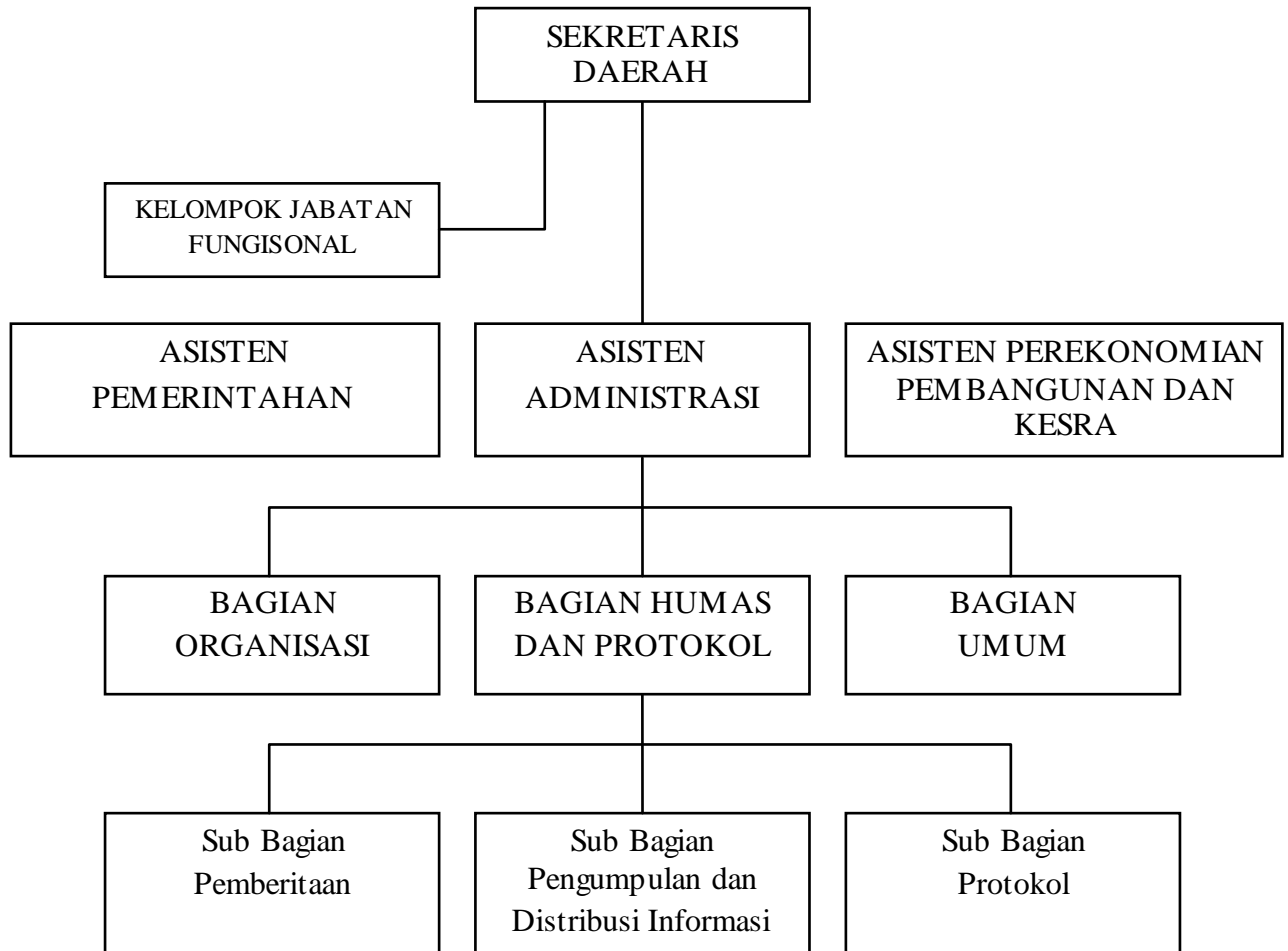 SEKRETARIS
DAERAH
KELOMPOK JABATAN
FUNGISONAL
ASISTEN
PEMERINTAHAN
ASISTEN
ADMINISTRASI
ASISTEN PEREKONOMIAN
PEMBANGUNAN DAN
KESRA
BAGIAN
ORGANISASI
BAGIAN HUMAS
DAN PROTOKOL
BAGIAN
UMUM
Sub Bagian
Pemberitaan
Sub Bagian
Pengumpulan dan
Distribusi Informasi
Sub Bagian
Protokol